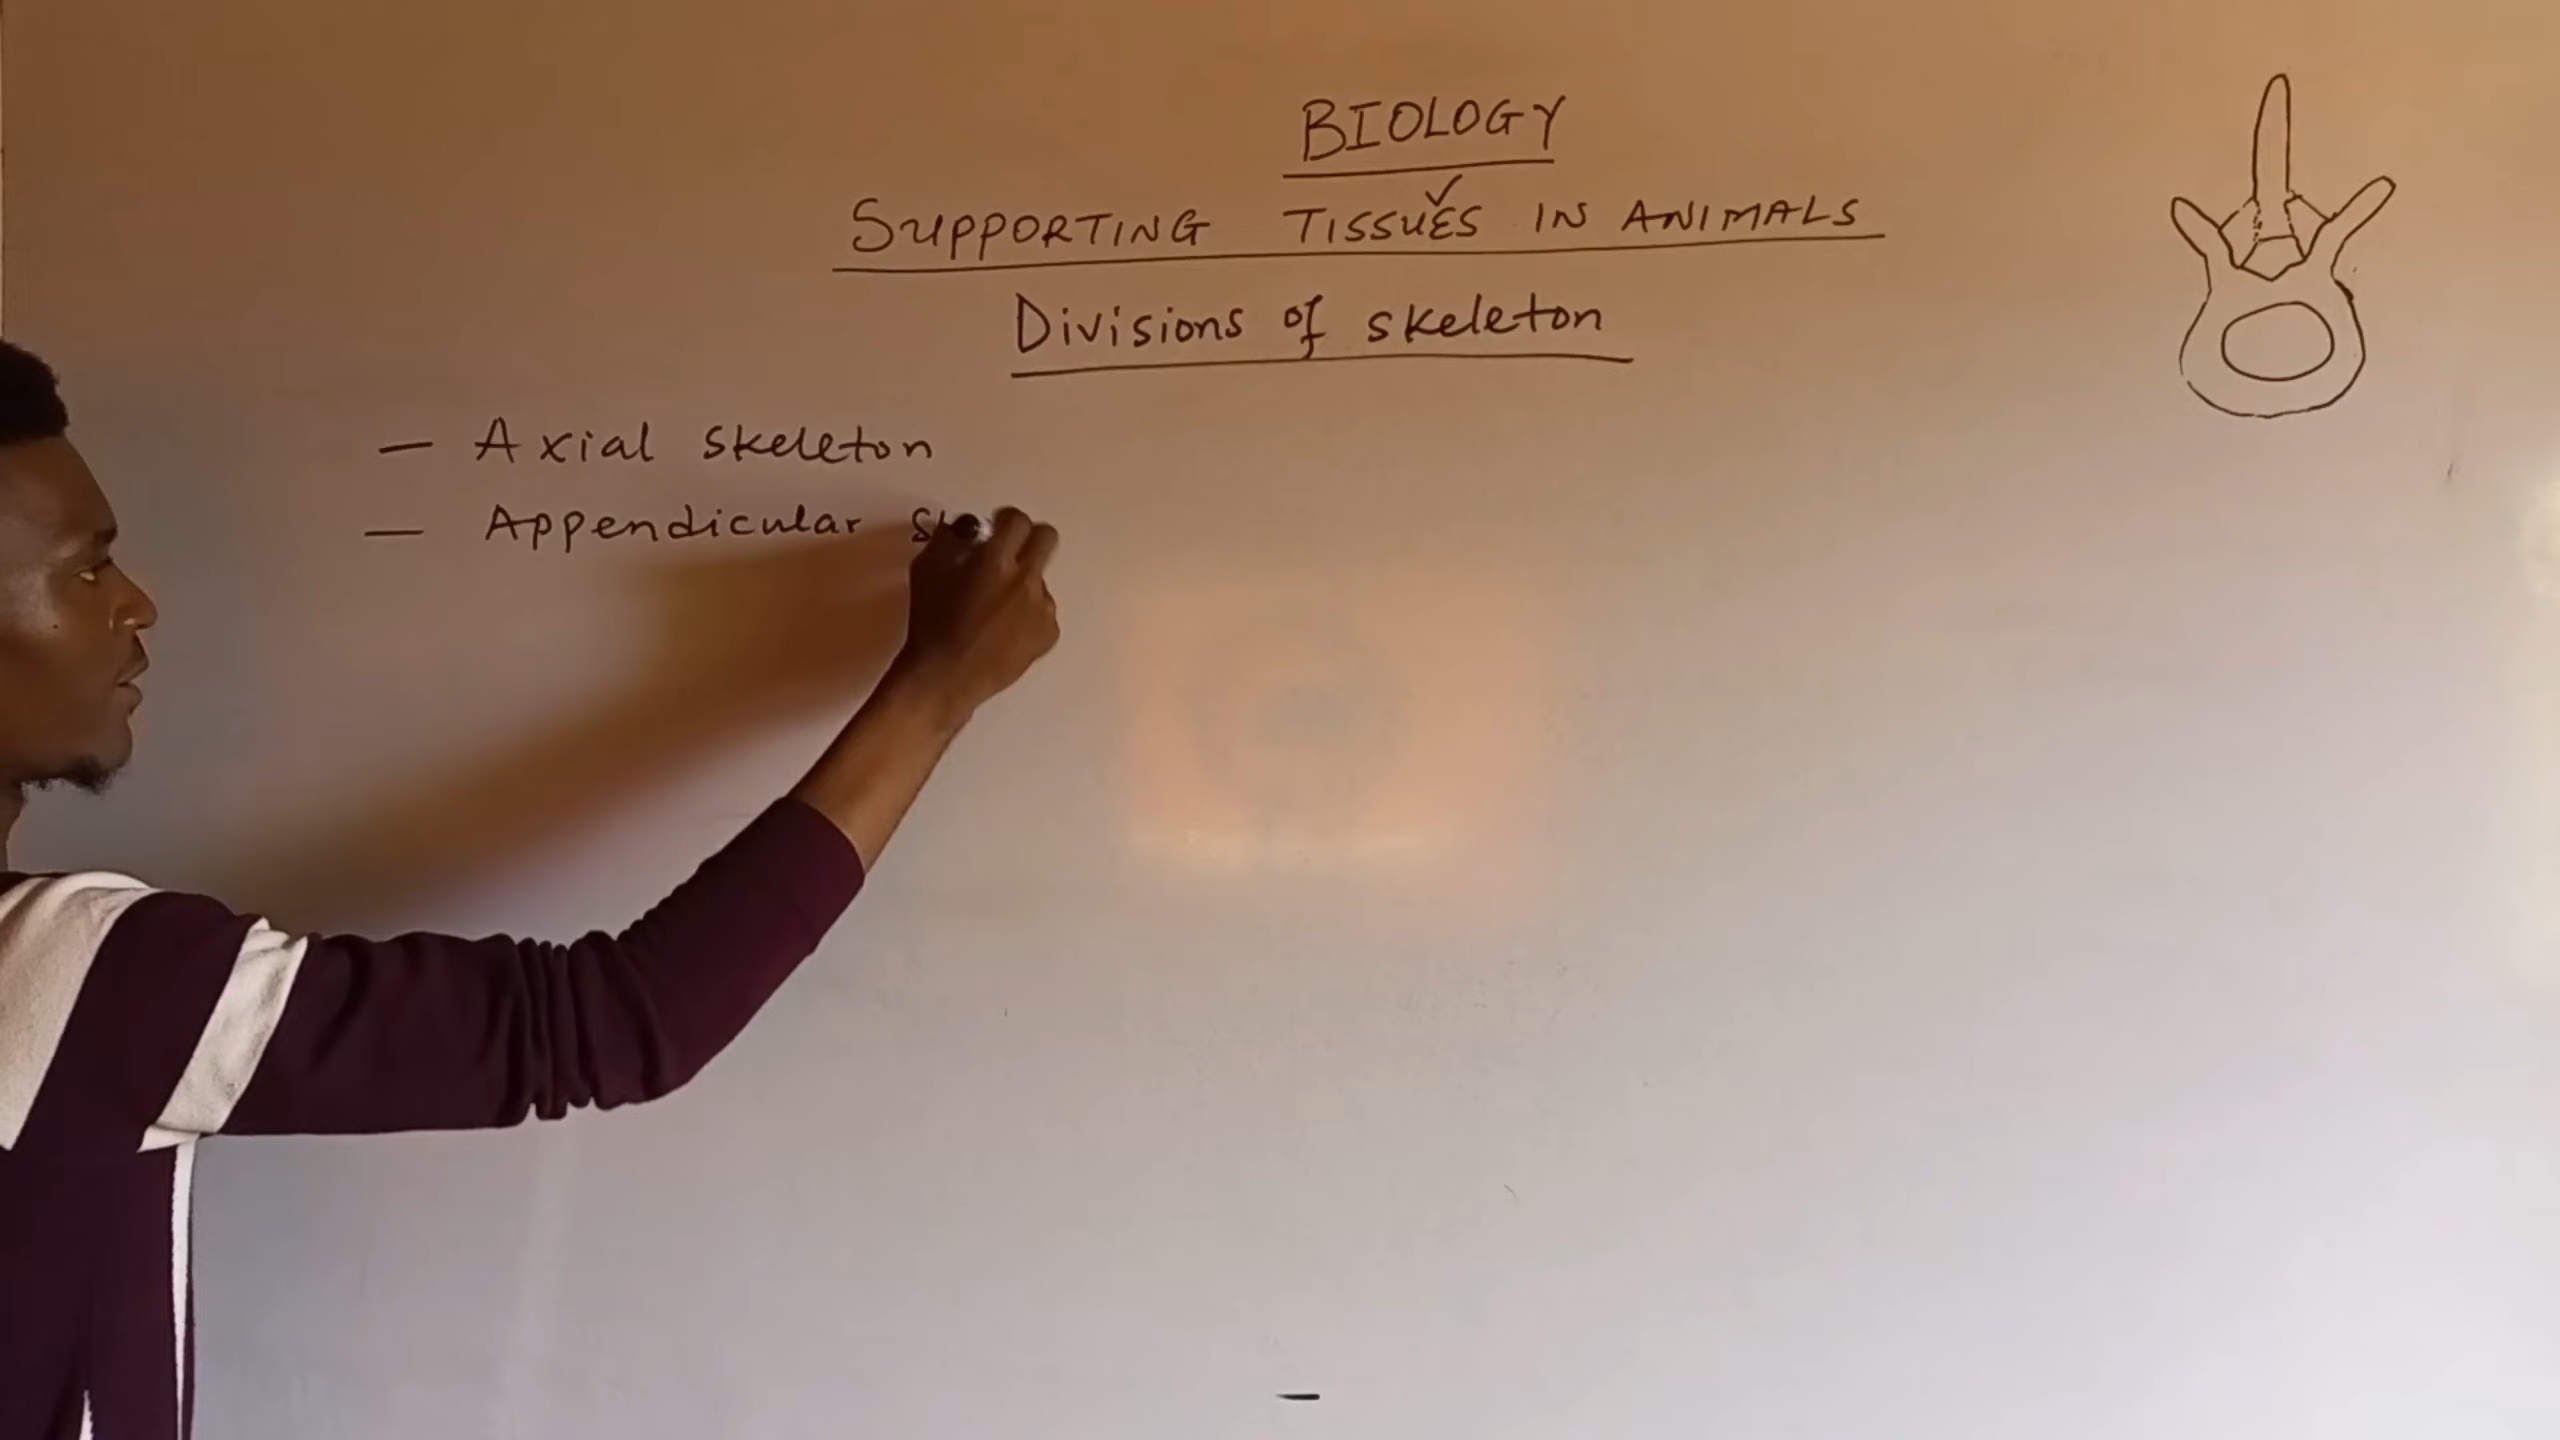 BIOLOGY
SUPPORTING TISSUES IN ANIMALS
Divisions of skeleton
— Axial skeleton
— Appendicular